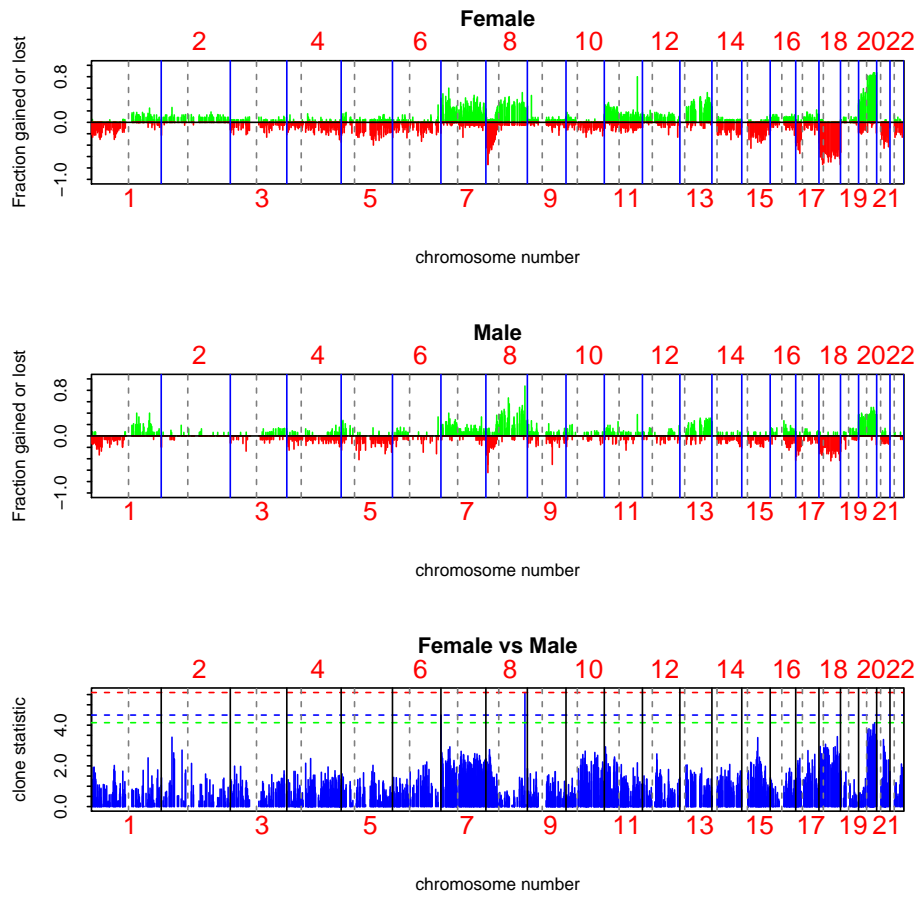 Female
2 4 6 8 10 12 14 16 18 20 22
Fraction gained or lost
0.8
0.0
−1.0
1 3 5 7 9 11 13 15 17 19 21
chromosome number
Male
2 4 6 8 10 12 14 16 18 20 22
Fraction gained or lost
0.8
0.0
−1.0
1 3 5 7 9 11 13 15 17 19 21
chromosome number
Female vs Male
2 4 6 8 10 12 14 16 18 20 22
clone statistic
4.0
2.0
0.0
1 3 5 7 9 11 13 15 17 19 21
chromosome number